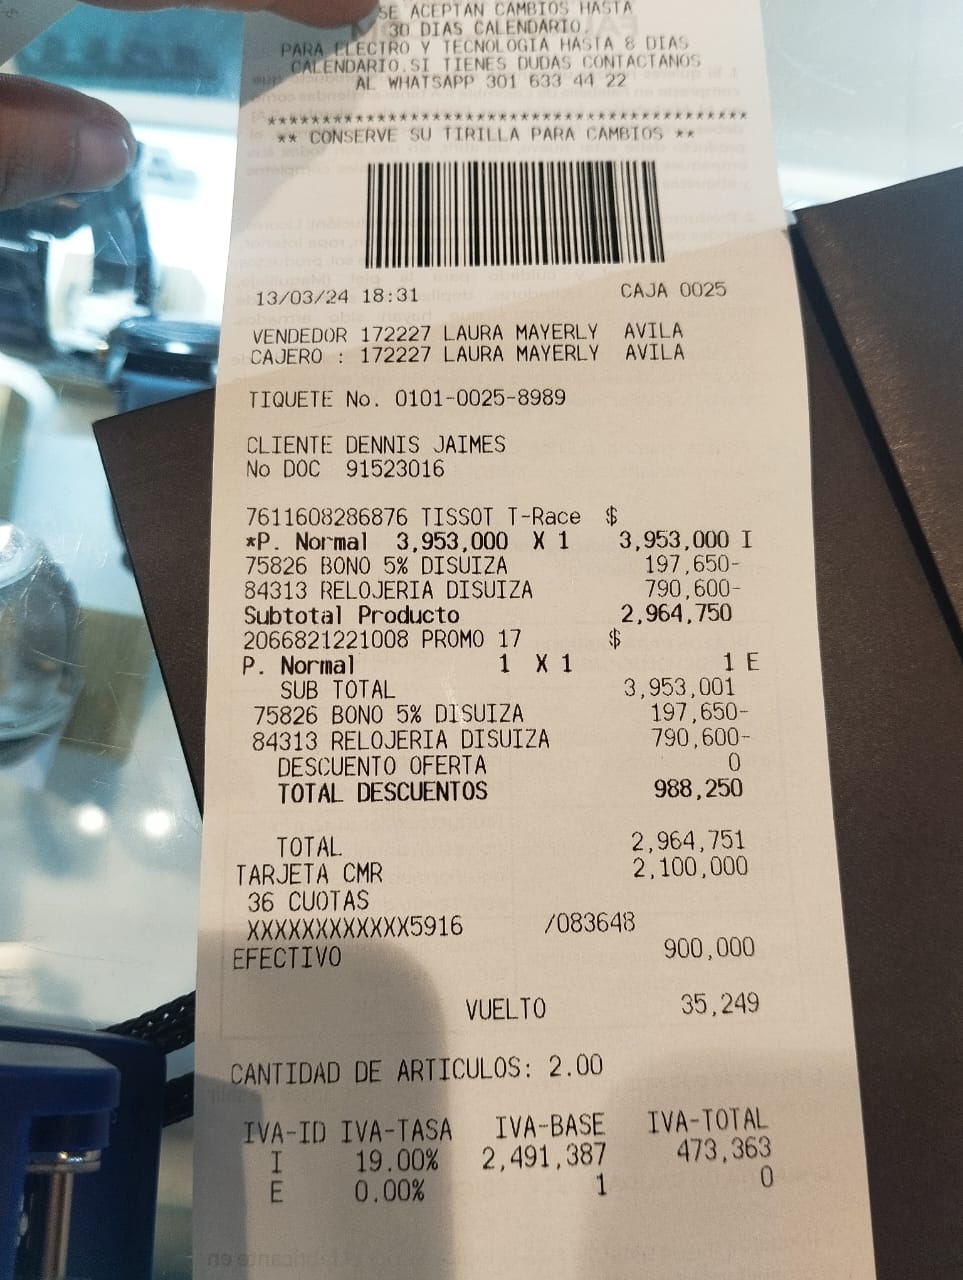 SE ACEPTAN CAMBIOS HASTA
30 DIAS CALENDARIO.
PARA ELECTRO Y TECNOLOGIA HASTA 8 DIAS
CALENDARIO.SI TIENES DUDAS CONTACTANOS
AL WHATSAPP 301 633 44 22
************************************************
** CONSERVE SU TIRILLA PARA CAMBIOS **
13/03/24 18:31 CAJA 0025
VENDEDOR 172227 LAURA MAYERLY AVILA
CAJERO : 172227 LAURA MAYERLY AVILA
TIQUETE No. 0101-0025-8989
CLIENTE DENNIS JAIMES
No DOC 91523016
7611608286876 TISSOT T-Race $
*P. Normal 3,953,000 X 1 3,953,000 I
75826 BONO 5% DISUIZA 197,650-
84313 RELOJERIA DISUIZA 790,600-
Subtotal Producto 2,964,750
2066821221008 PROMO 17 $
P. Normal 1 X 1 1 E
SUB TOTAL 3,953,001
75826 BONO 5% DISUIZA 197,650-
84313 RELOJERIA DISUIZA 790,600-
DESCUENTO OFERTA 0
TOTAL DESCUENTOS 988,250
TOTAL 2,964,751
TARJETA CMR 2,100,000
36 CUOTAS
XXXXXXXXXXXX5916 /083648
EFECTIVO 900,000
VUELTO 35,249
CANTIDAD DE ARTICULOS: 2.00
IVA-ID IVA-TASA IVA-BASE IVA-TOTAL
I 19.00% 2,491,387 473,363
E 0.00% 1 0